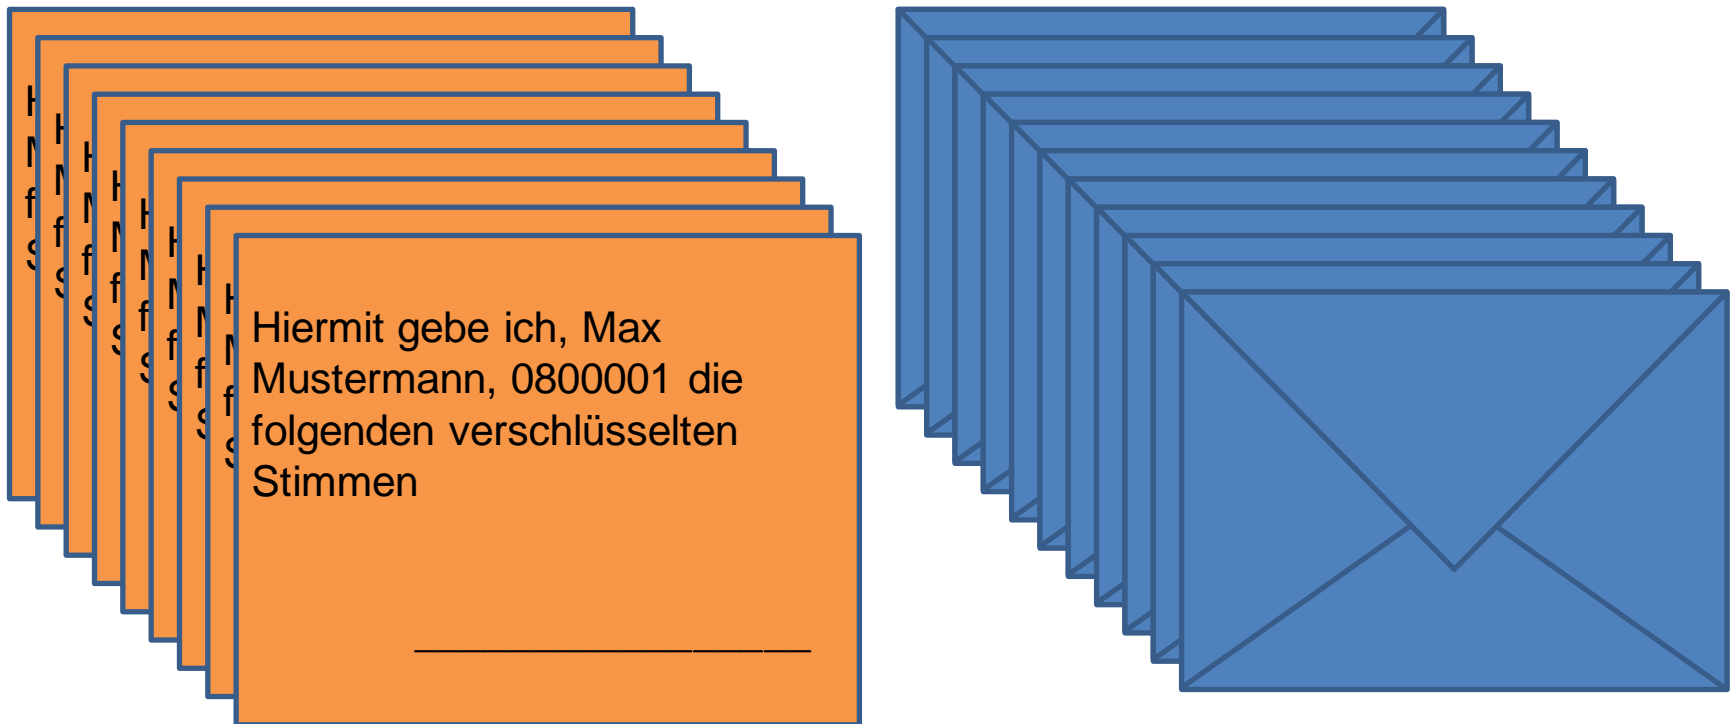 Hiermit gebe ich, Max
Mustermann, 0800001 die
folgenden verschlüsselten
Stimmen